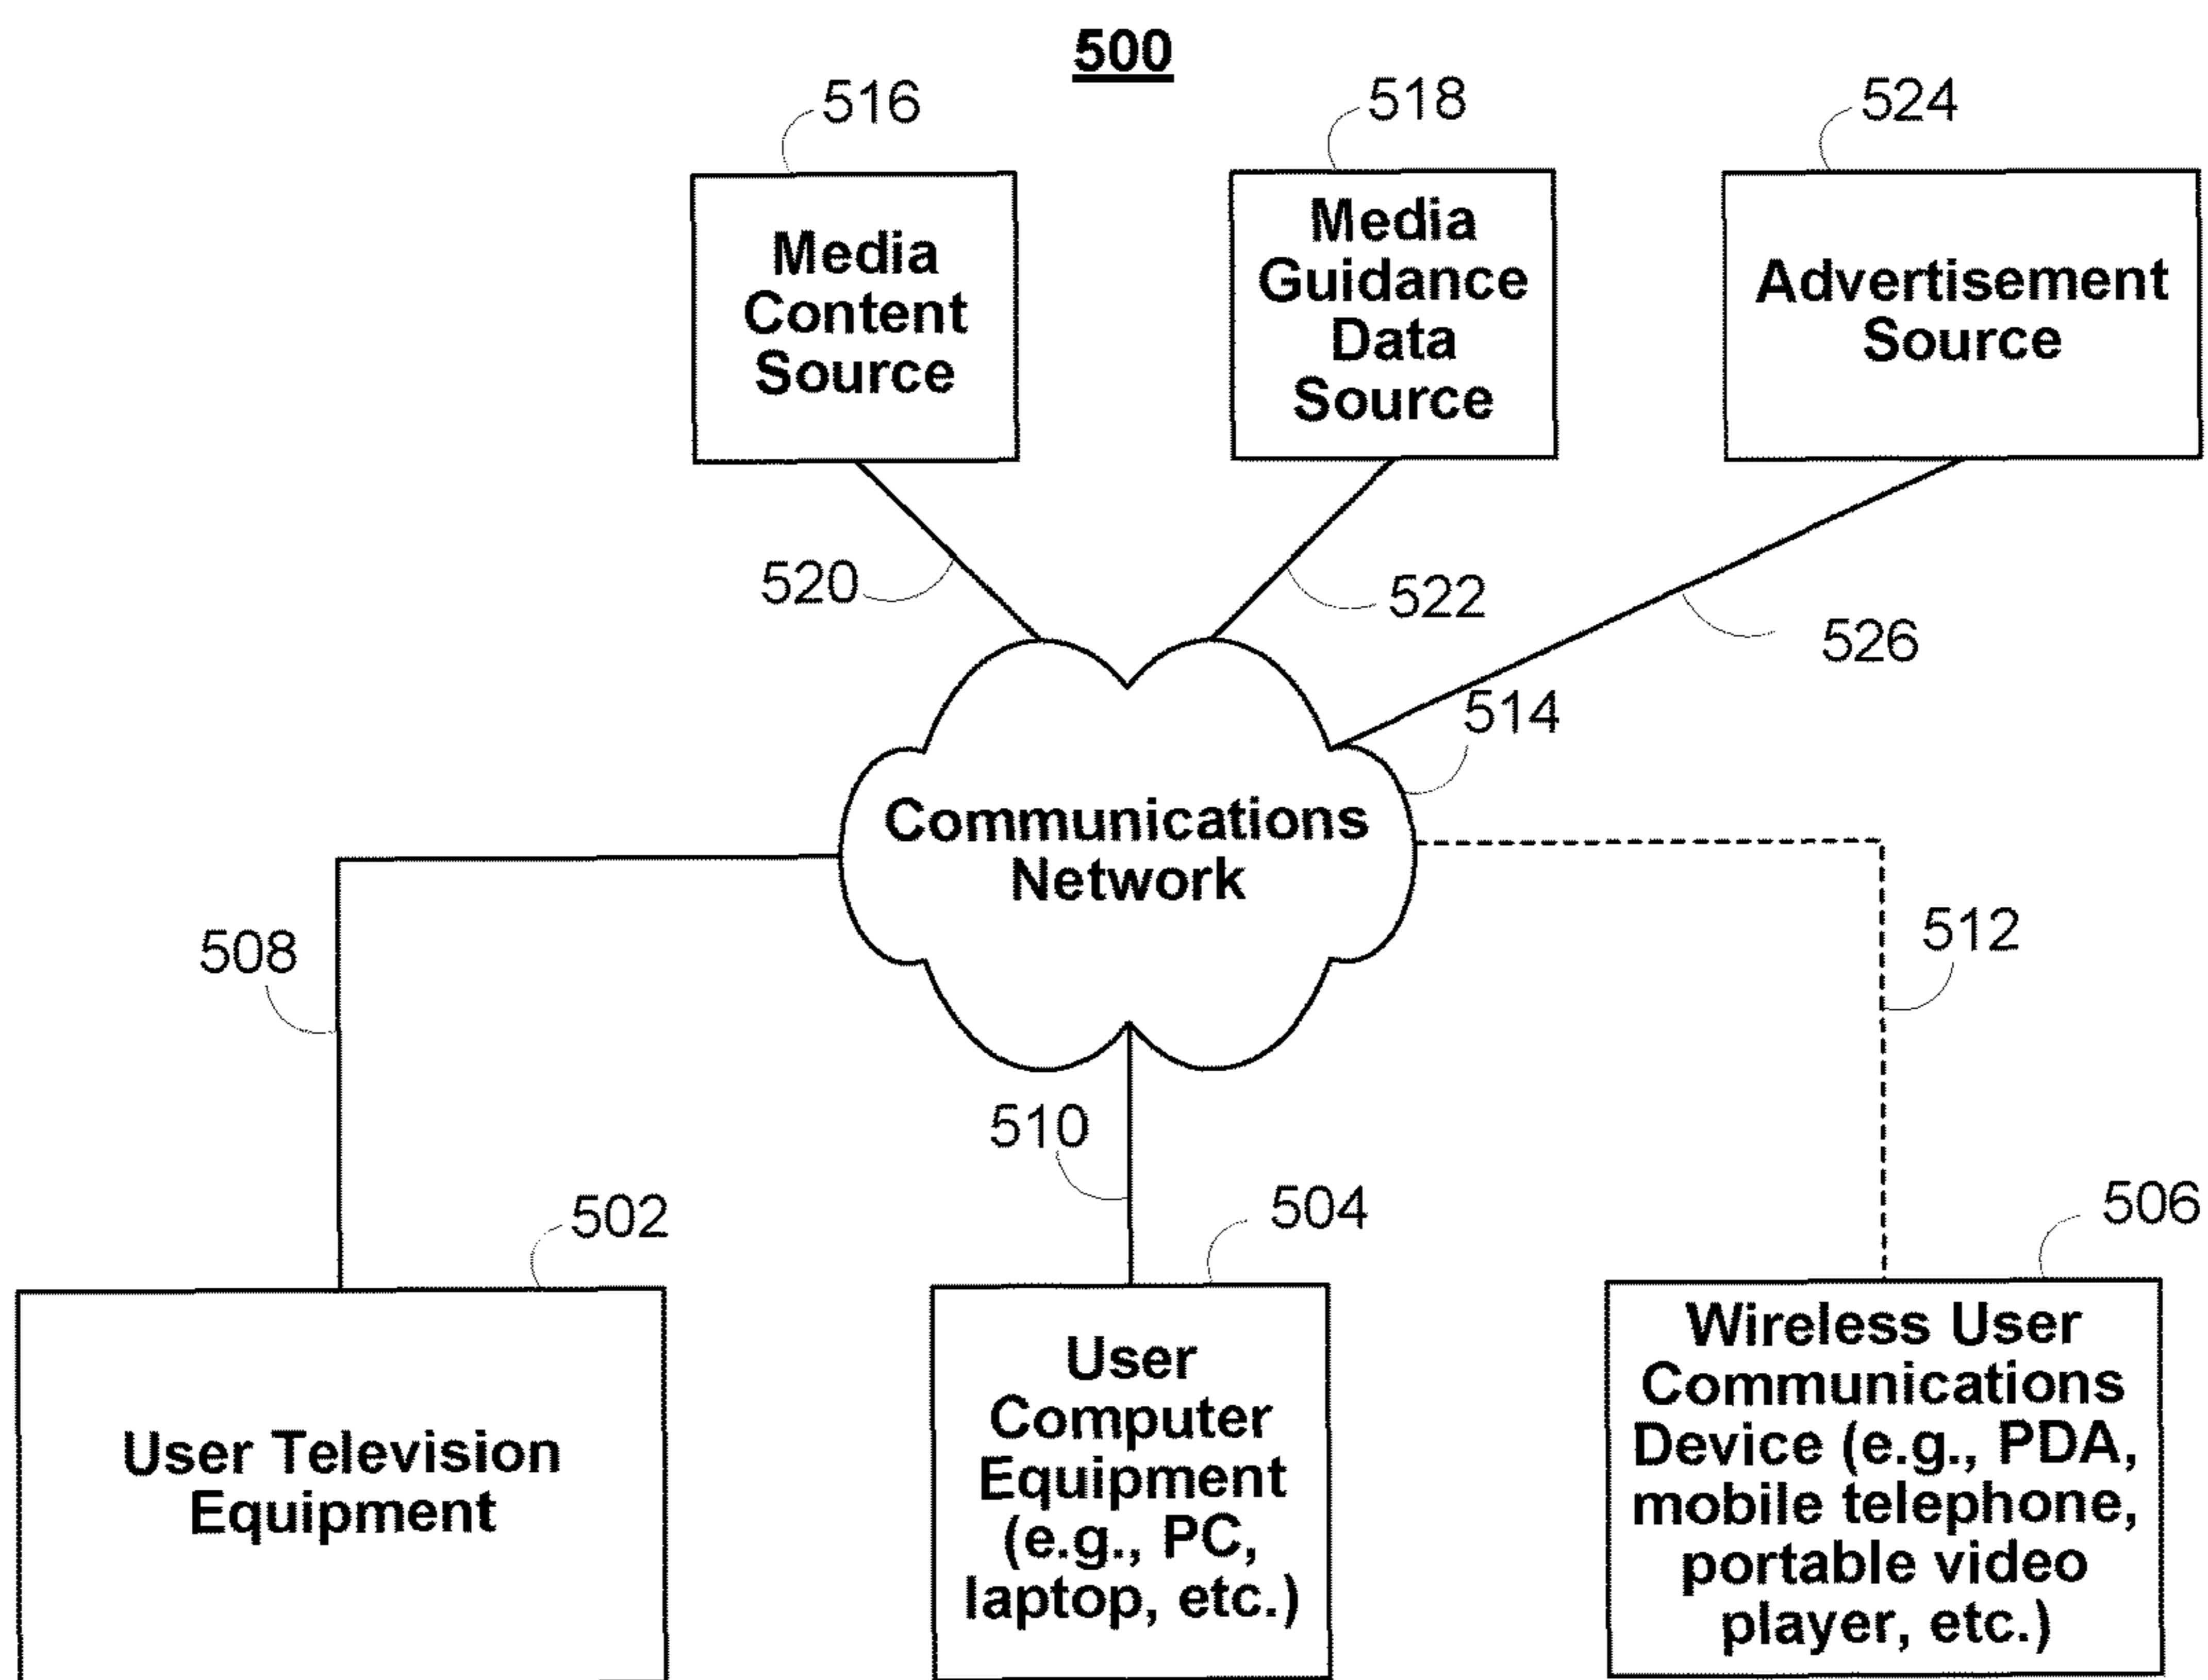 500
516
518
524
Media
Content
Source
Media
Guidance
Data
Source
Advertisement
Source
520
522
526
514
Communications
Network
508
512
510
502
504
506
User Television
Equipment
User
Computer
Equipment
(e.g., PC,
laptop, etc.)
Wireless User
Communications
Device (e.g., PDA,
mobile telephone,
portable video
player, etc.)